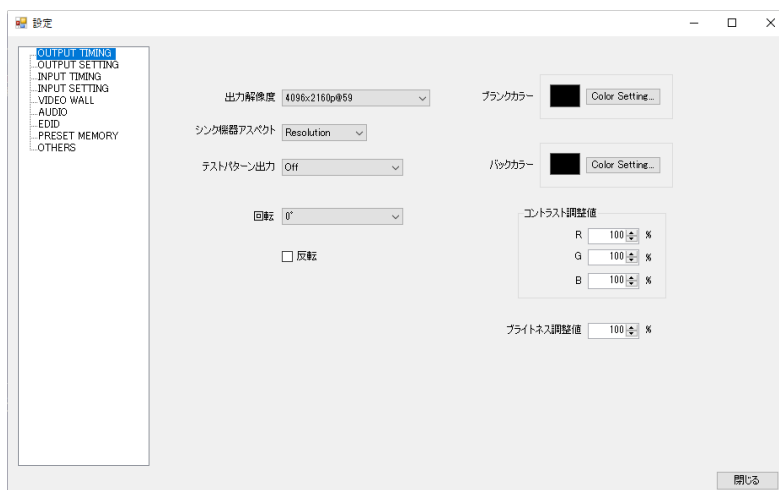 設定
OUTPUT TIMING
OUTPUT SETTING
INPUT TIMING
INPUT SETTING
VIDEO WALL
AUDIO
EDID
PRESET MEMORY
OTHERS
出力解像度 4096x2160p@59
シンク機器アスペクト Resolution
テストパターン出力 Off
回転 0°
反転
ブランクカラー Color Setting...
バックカラー Color Setting...
コントラスト調整値
R 100 %
G 100 %
B 100 %
ブライトネス調整値 100 %
閉じる